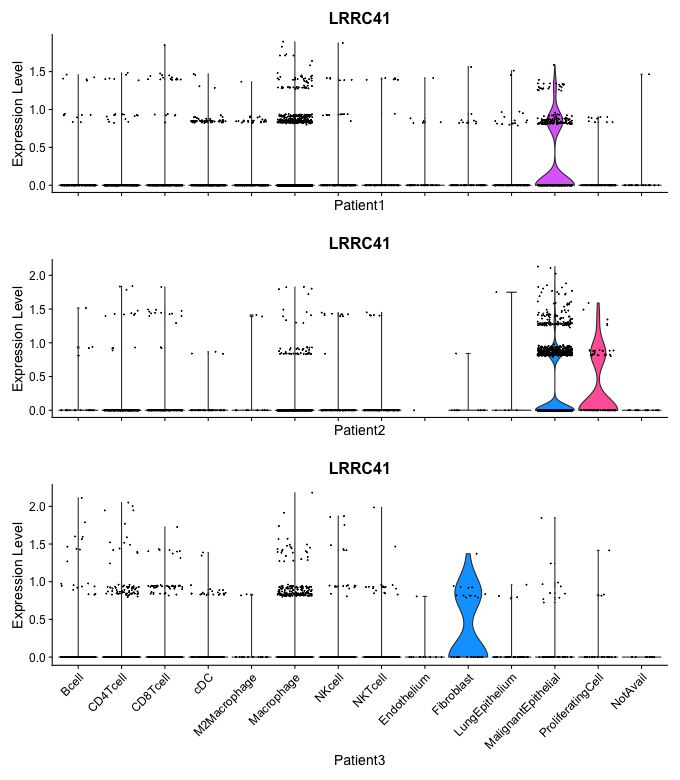 LRRC41
Expression Level
1.5
1.0
0.5
0.0
Patient1
LRRC41
Expression Level
2.0
1.5
1.0
0.5
0.0
Patient2
LRRC41
Expression Level
2.0
1.5
1.0
0.5
0.0
Bcell
CD4Tcell
CD8Tcell
cDC
M2Macrophage
Macrophage
NKcell
NKTcell
Endothelium
Fibroblast
LungEpithelium
MalignantEpithelial
ProliferatingCell
NotAvail
Patient3